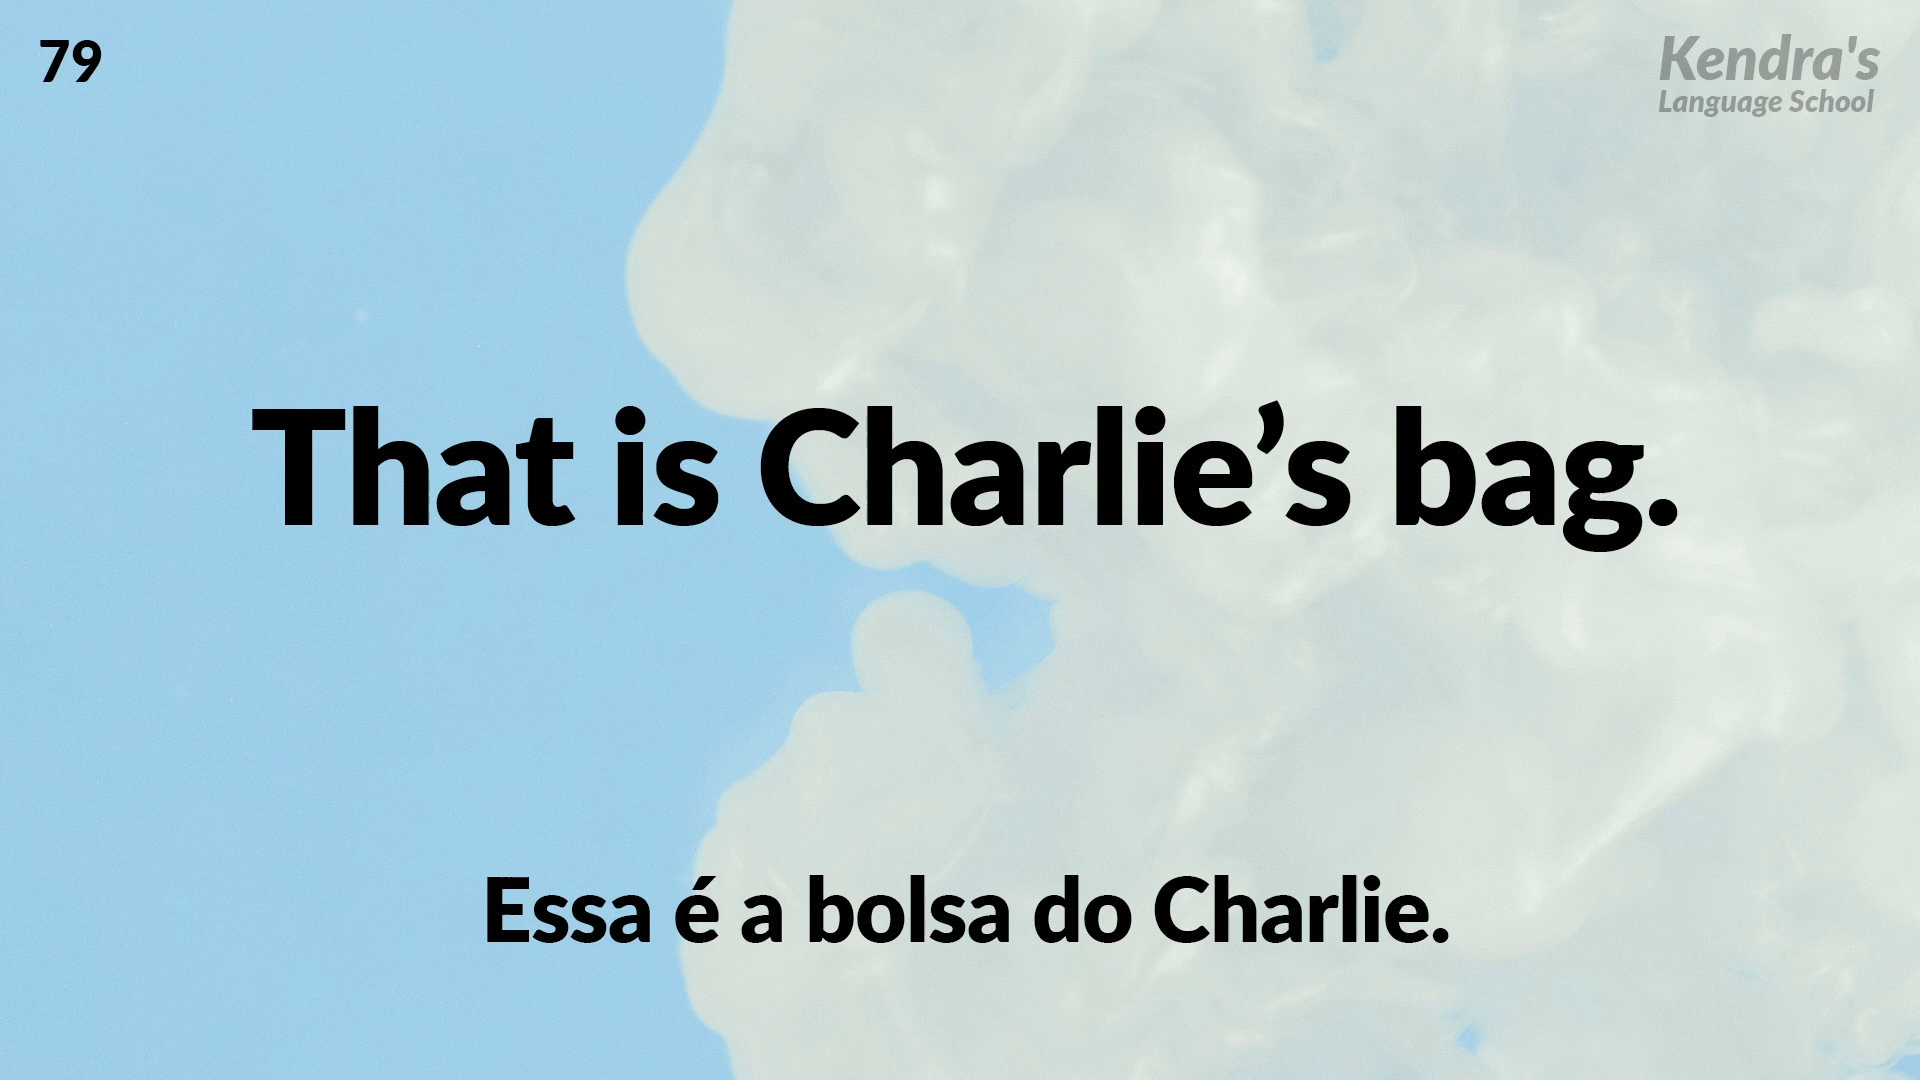 79
Kendra's
Language School
That is Charlie’s bag.
Essa é a bolsa do Charlie.